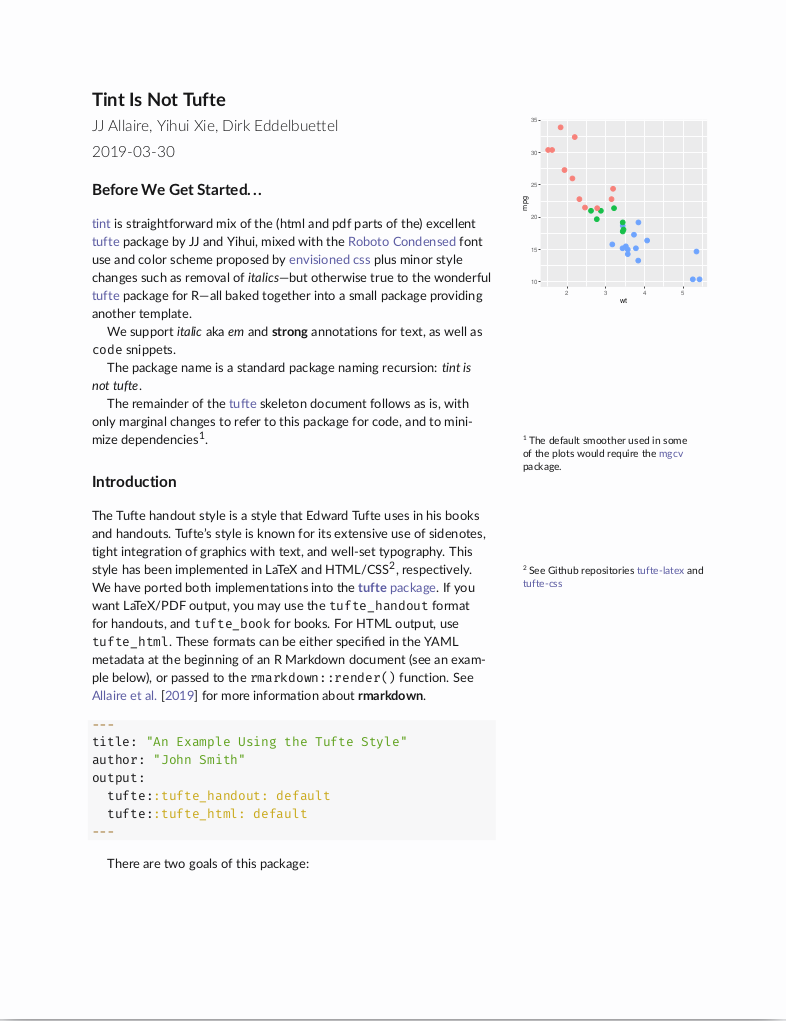 Tint Is Not Tufte
JJ Allaire, Yihui Xie, Dirk Eddelbuettel
2019-03-30
Before We Get Started...
tint is straightforward mix of the (html and pdf parts of the) excellent
tufte package by JJ and Yihui, mixed with the Roboto Condensed font
use and color scheme proposed by envisioned css plus minor style
changes such as removal of italics—but otherwise true to the wonderful
tufte package for R—all baked together into a small package providing
another template.
We support italic aka em and strong annotations for text, as well as
code snippets.
The package name is a standard package naming recursion: tint is
not tufte.
The remainder of the tufte skeleton document follows as is, with
only marginal changes to refer to this package for code, and to mini-
mize dependencies1.
Introduction
The Tufte handout style is a style that Edward Tufte uses in his books
and handouts. Tufte's style is known for its extensive use of sidenotes,
tight integration of graphics with text, and well-set typography. This
style has been implemented in LaTeX and HTML/CSS2, respectively.
We have ported both implementations into the tufte package. If you
want LaTeX/PDF output, you may use the tufte_handout format
for handouts, and tufte_book for books. For HTML output, use
tufte_html. These formats can be either specified in the YAML
metadata at the beginning of an R Markdown document (see an exam-
ple below), or passed to the rmarkdown::render() function. See
Allaire et al. [2019] for more information about rmarkdown.
---
title: "An Example Using the Tufte Style"
author: "John Smith"
output:
  tufte::tufte_handout: default
  tufte::tufte_html: default
---
There are two goals of this package:
35
30
25
20
15
10
mpg
2 3 4 5
wt
1 The default smoother used in some
of the plots would require the mgcv
package.
2 See Github repositories tufte-latex and
tufte-css